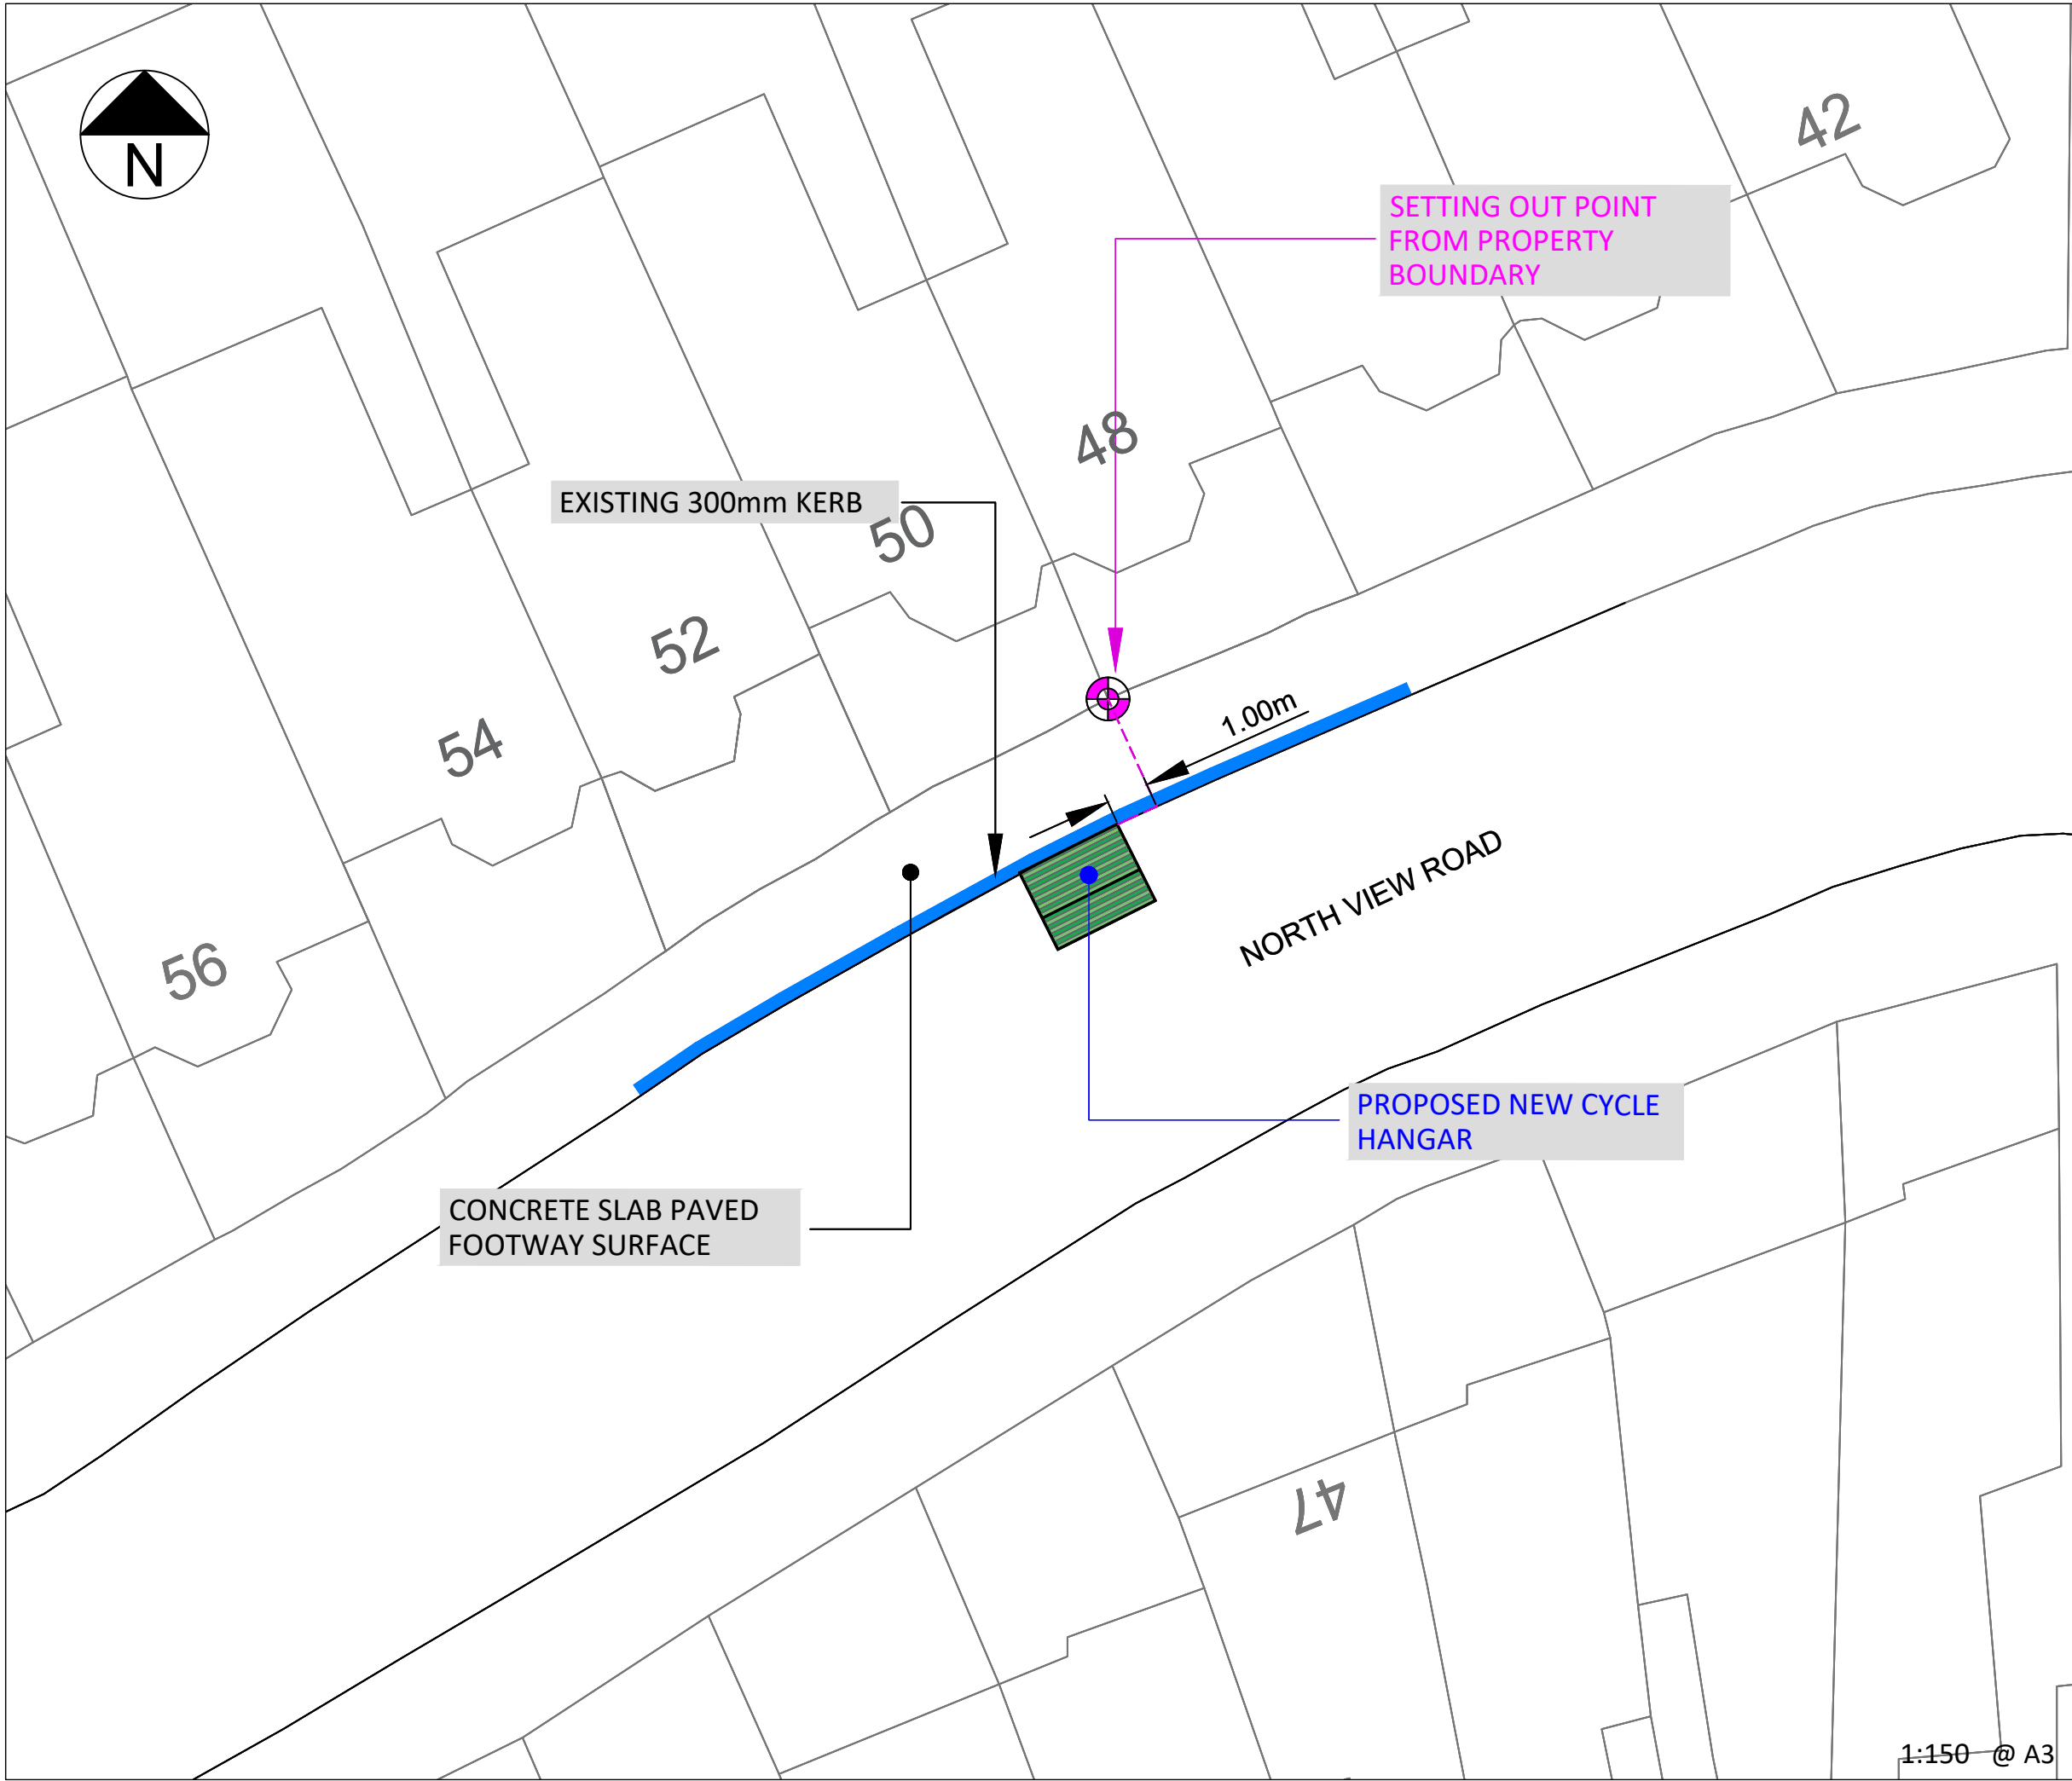 N
42
SETTING OUT POINT
FROM PROPERTY
BOUNDARY
48
EXISTING 300mm KERB
50
52
1.00m
54
NORTH VIEW ROAD
56
PROPOSED NEW CYCLE
HANGAR
CONCRETE SLAB PAVED
FOOTWAY SURFACE
47
1:150 @ A3